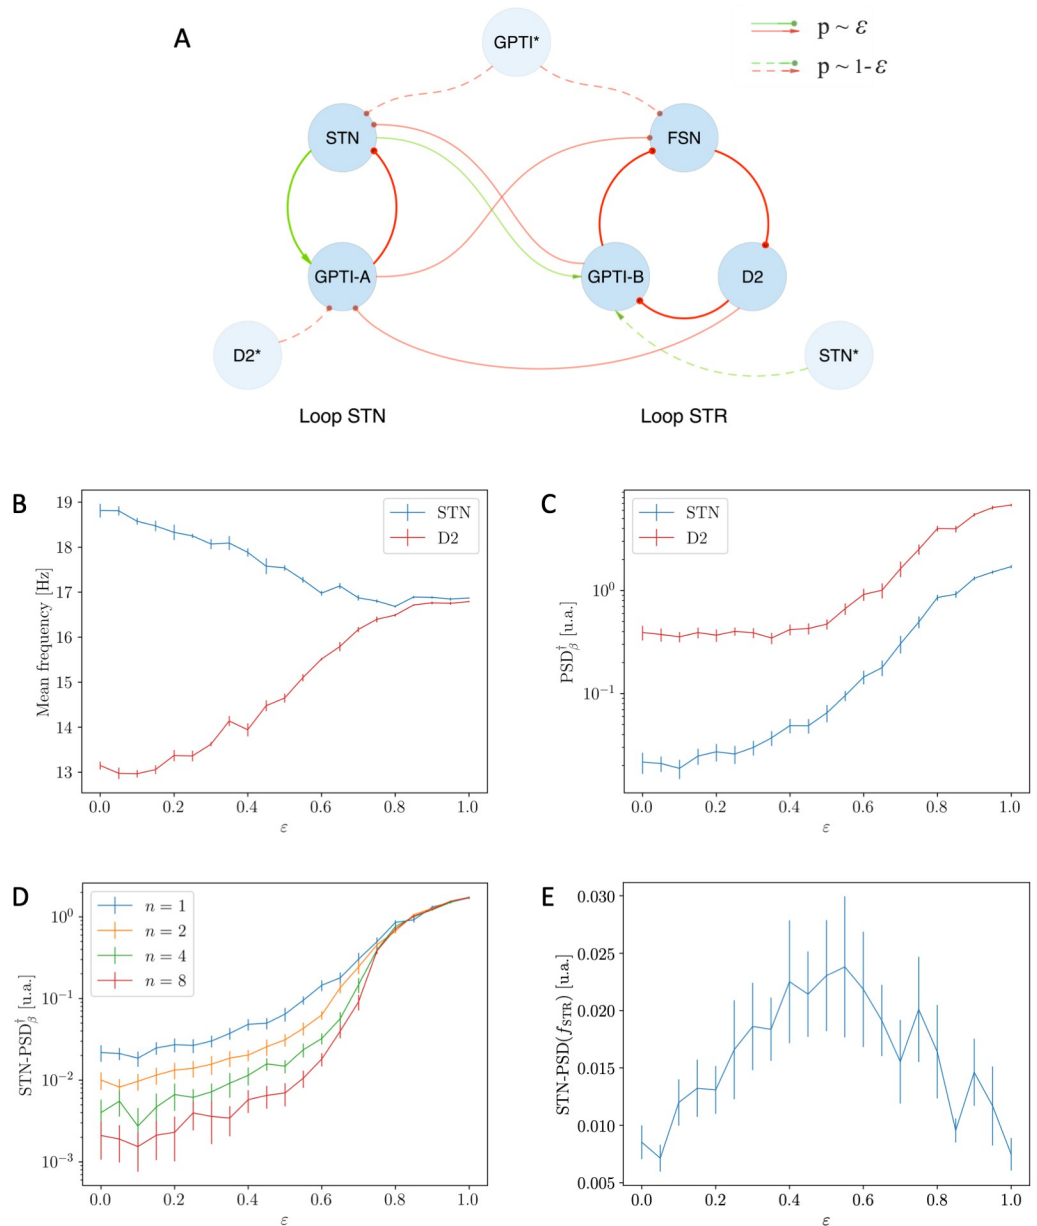 A
GPTI*
p ~ ε
p ~ 1-ε
STN
FSN
GPTI-A
GPTI-B
D2
D2*
STN*
Loop STN
Loop STR
B
Mean frequency [Hz]
19
18
17
16
15
14
13
STN
D2
0.0 0.2 0.4 0.6 0.8 1.0
ε
C
PSD†β [u.a.]
10⁰
10⁻¹
STN
D2
0.0 0.2 0.4 0.6 0.8 1.0
ε
D
STN-PSD†β [u.a.]
10⁰
10⁻¹
10⁻²
10⁻³
n = 1
n = 2
n = 4
n = 8
0.0 0.2 0.4 0.6 0.8 1.0
ε
E
STN-PSD(fSTR) [u.a.]
0.030
0.025
0.020
0.015
0.010
0.005
0.0 0.2 0.4 0.6 0.8 1.0
ε